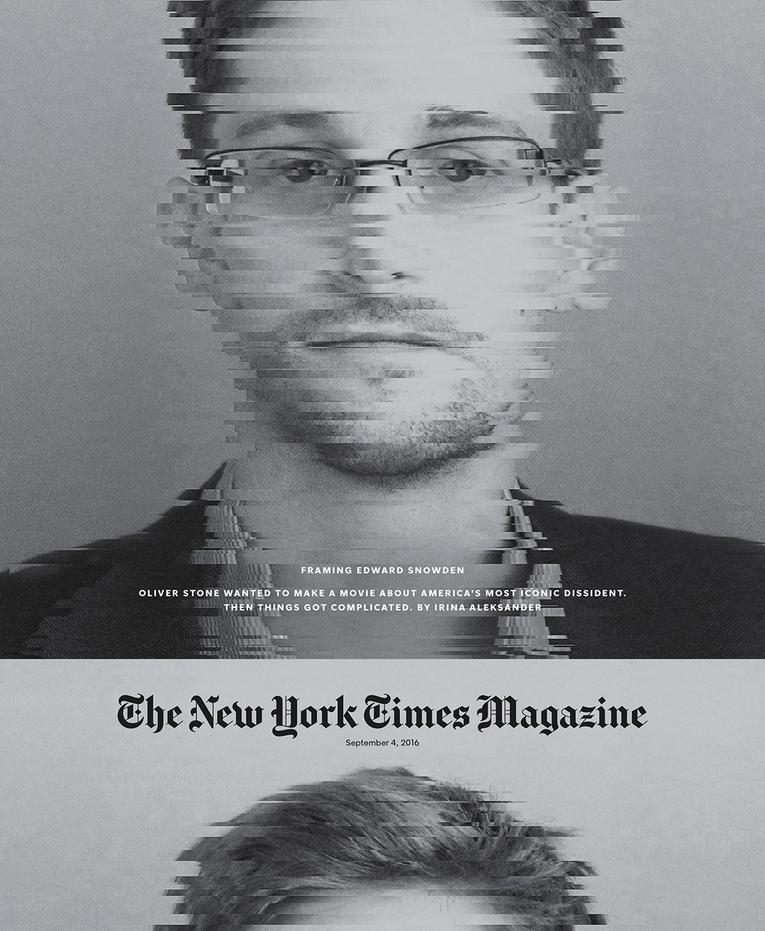 FRAMING EDWARD SNOWDEN
OLIVER STONE WANTED TO MAKE A MOVIE ABOUT AMERICA'S MOST ICONIC DISSIDENT.
THEN THINGS GOT COMPLICATED. BY IRINA ALEKSANDER
The New York Times Magazine
September 4, 2016